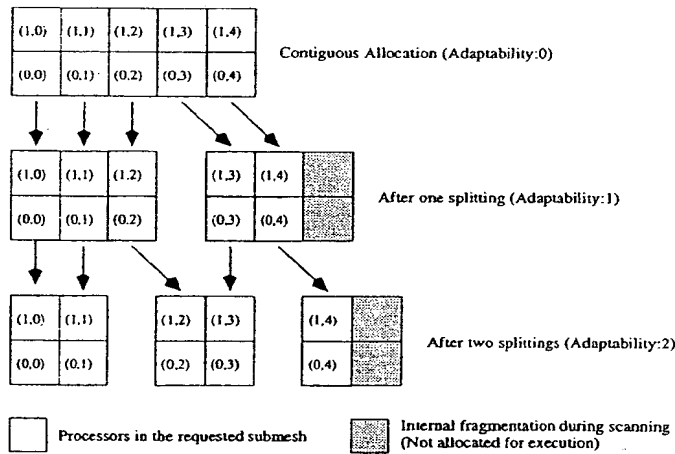 (1,0) (1,1) (1,2) (1,3) (1,4)
Contiguous Allocation (Adaptability:0)
(0,0) (0,1) (0,2) (0,3) (0,4)
(1,0) (1,1) (1,2) (1,3) (1,4)
After one splitting (Adaptability:1)
(0,0) (0,1) (0,2) (0,3) (0,4)
(1,0) (1,1) (1,2) (1,3) (1,4)
After two splittings (Adaptability:2)
(0,0) (0,1) (0,2) (0,3) (0,4)
Processors in the requested submesh
Internal fragmentation during scanning
(Not allocated for execution)